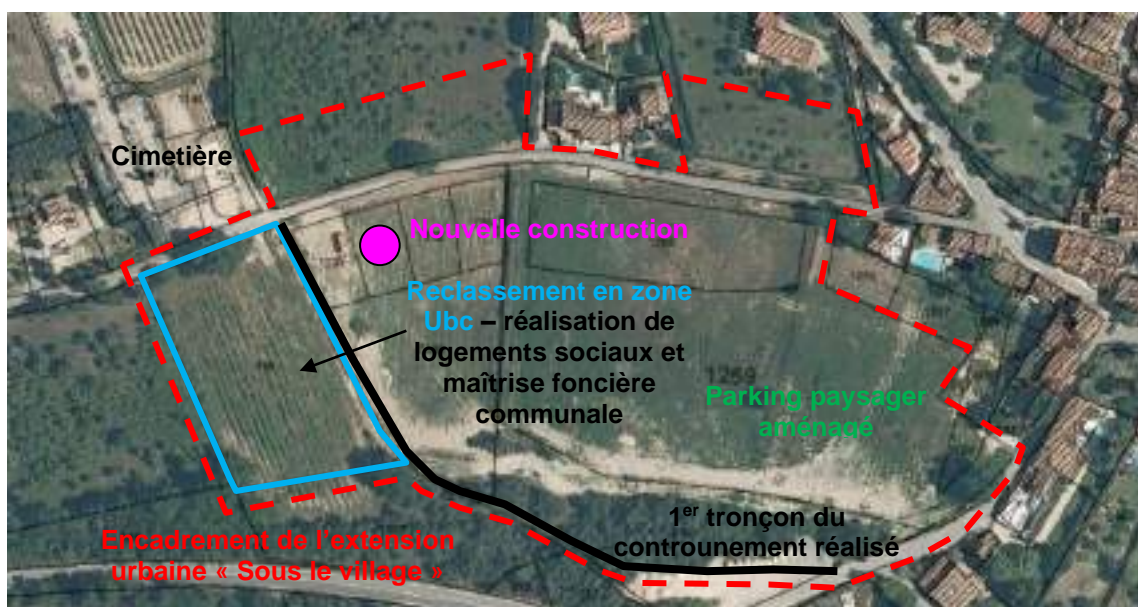 Cimetière
Nouvelle construction
Reclassement en zone
Ubc – réalisation de
logements sociaux et
maîtrise foncière
communale
1269
Parking paysager
aménagé
1er tronçon du
controunement réalisé
Encadrement de l'extension
urbaine « Sous le village »